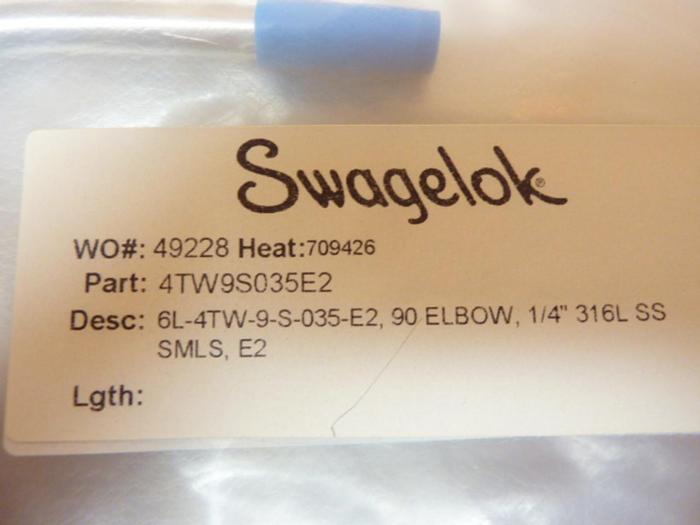 Swagelok®
WO#: 49228 Heat:709426
Part: 4TW9S035E2
Desc: 6L-4TW-9-S-035-E2, 90 ELBOW, 1/4" 316L SS
SMLS, E2
Lgth: